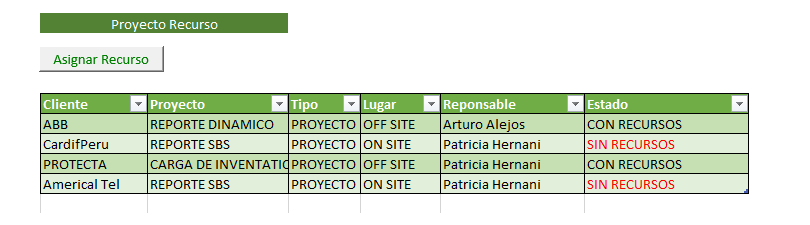 Proyecto Recurso
Asignar Recurso
Cliente Proyecto Tipo Lugar Reponsable Estado
ABB REPORTE DINAMICO PROYECTO OFF SITE Arturo Alejos CON RECURSOS
CardifPeru REPORTE SBS PROYECTO ON SITE Patricia Hernani SIN RECURSOS
PROTECTA CARGA DE INVENTATIC PROYECTO OFF SITE Patricia Hernani CON RECURSOS
Americal Tel REPORTE SBS PROYECTO ON SITE Patricia Hernani SIN RECURSOS